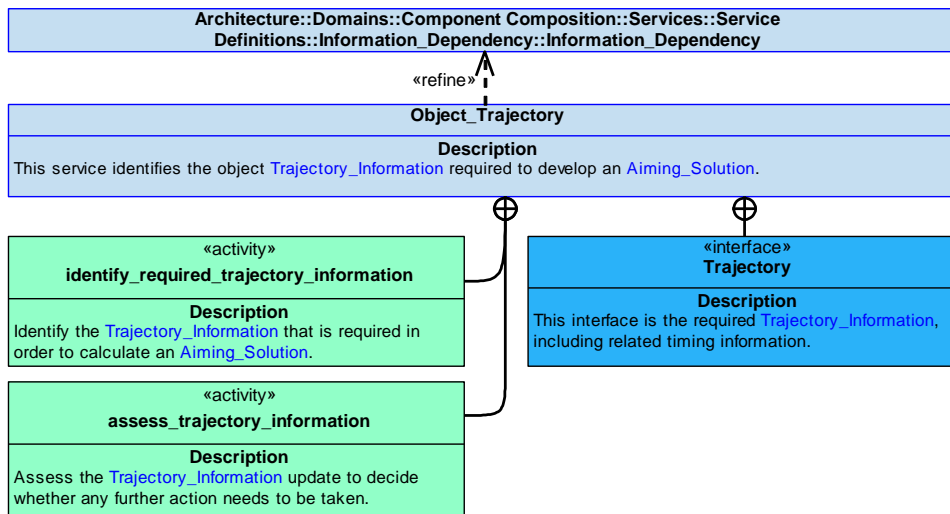 Architecture::Domains::Component Composition::Services::Service
Definitions::Information_Dependency::Information_Dependency
«refine»
Object_Trajectory
Description
This service identifies the object Trajectory_Information required to develop an Aiming_Solution.
«activity»
identify_required_trajectory_information
Description
Identify the Trajectory_Information that is required in
order to calculate an Aiming_Solution.
«interface»
Trajectory
Description
This interface is the required Trajectory_Information,
including related timing information.
«activity»
assess_trajectory_information
Description
Assess the Trajectory_Information update to decide
whether any further action needs to be taken.